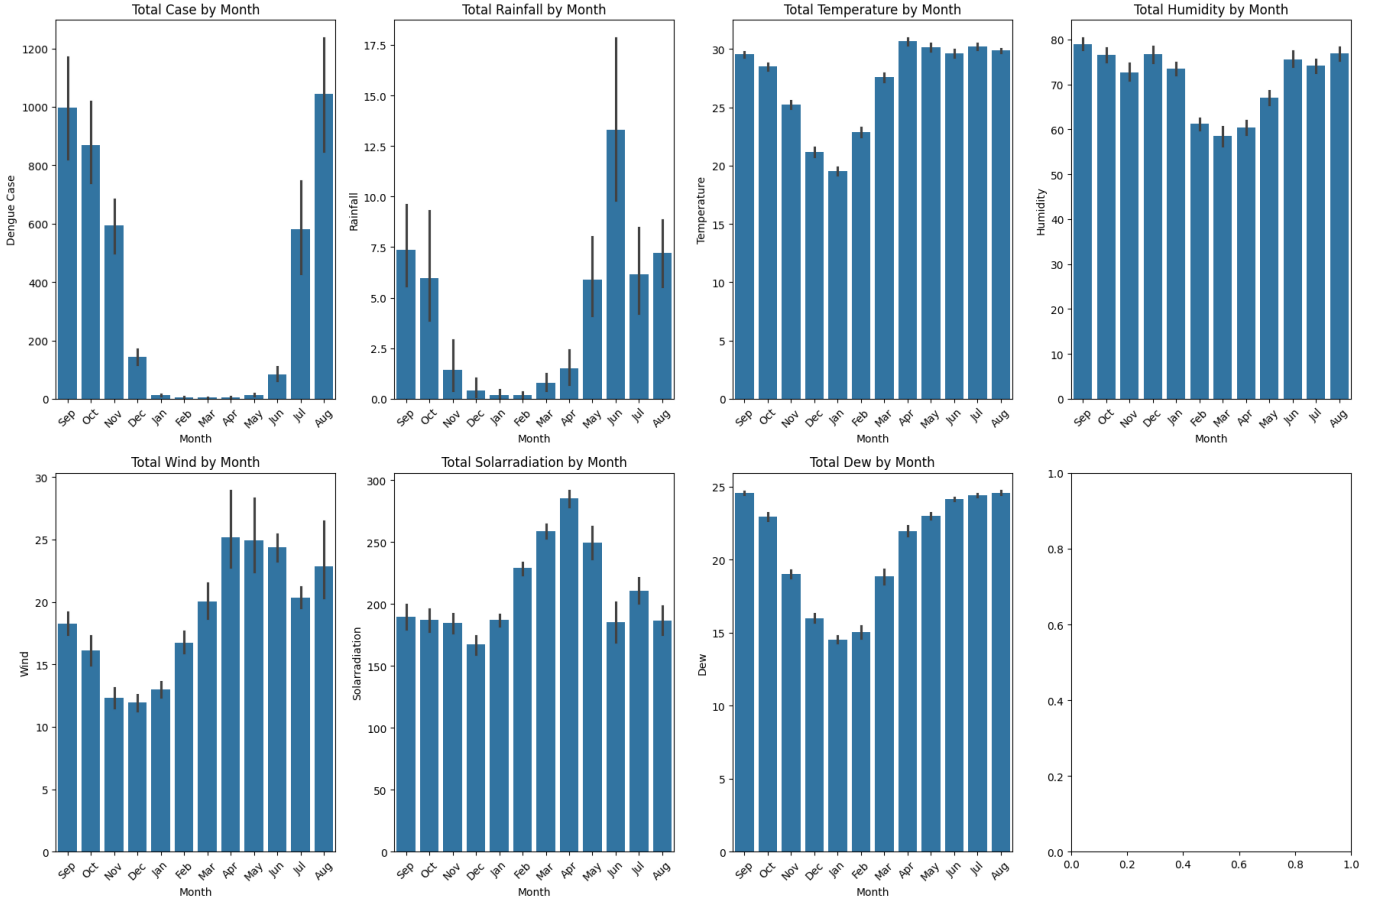 Total Case by Month
Dengue Case
1200
1000
800
600
400
200
0
Sep Oct Nov Dec Jan Feb Mar Apr May Jun Jul Aug
Month
Total Rainfall by Month
Rainfall
17.5
15.0
12.5
10.0
7.5
5.0
2.5
0.0
Sep Oct Nov Dec Jan Feb Mar Apr May Jun Jul Aug
Month
Total Temperature by Month
Temperature
30
25
20
15
10
5
0
Sep Oct Nov Dec Jan Feb Mar Apr May Jun Jul Aug
Month
Total Humidity by Month
Humidity
80
70
60
50
40
30
20
10
0
Sep Oct Nov Dec Jan Feb Mar Apr May Jun Jul Aug
Month
Total Wind by Month
Wind
30
25
20
15
10
5
0
Sep Oct Nov Dec Jan Feb Mar Apr May Jun Jul Aug
Month
Total Solarradiation by Month
Solarradiation
300
250
200
150
100
50
0
Sep Oct Nov Dec Jan Feb Mar Apr May Jun Jul Aug
Month
Total Dew by Month
Dew
25
20
15
10
5
0
Sep Oct Nov Dec Jan Feb Mar Apr May Jun Jul Aug
Month
1.0
0.8
0.6
0.4
0.2
0.0
0.0 0.2 0.4 0.6 0.8 1.0